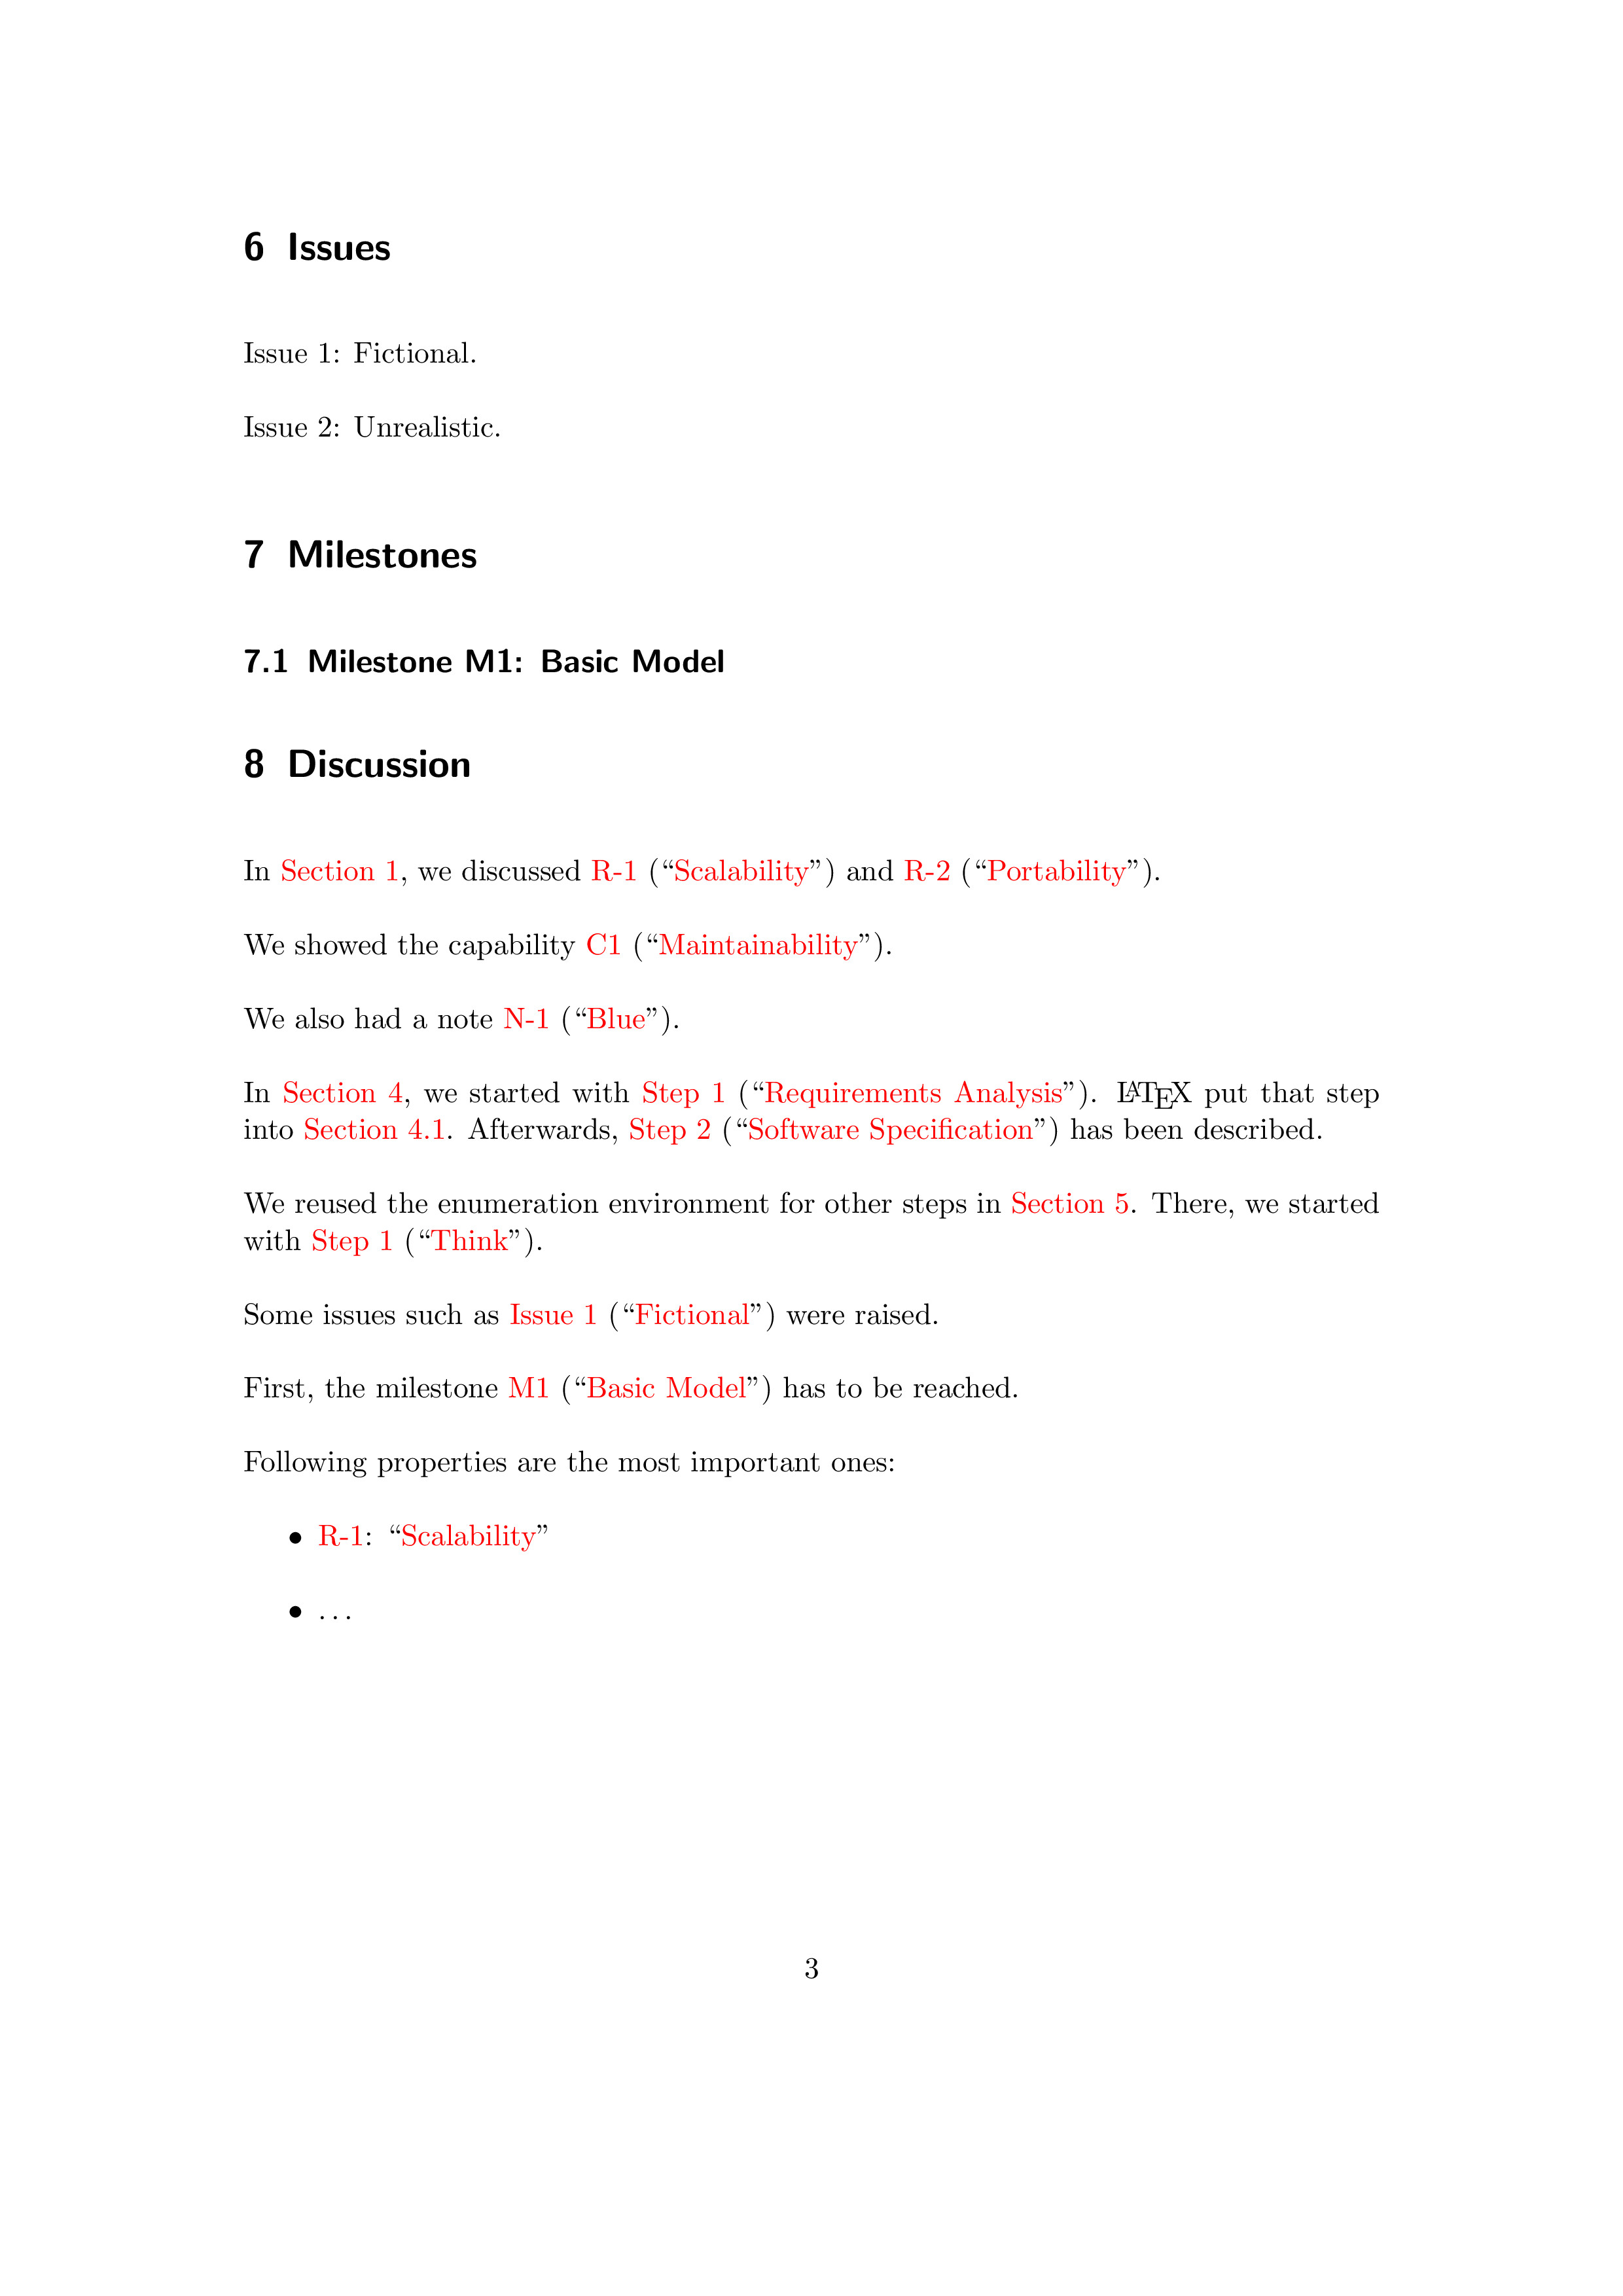 6 Issues
Issue 1: Fictional.
Issue 2: Unrealistic.
7 Milestones
7.1 Milestone M1: Basic Model
8 Discussion
In Section 1, we discussed R-1 (“Scalability”) and R-2 (“Portability”).
We showed the capability C1 (“Maintainability”).
We also had a note N-1 (“Blue”).
In Section 4, we started with Step 1 (“Requirements Analysis”). LATEX put that step
into Section 4.1. Afterwards, Step 2 (“Software Specification”) has been described.
We reused the enumeration environment for other steps in Section 5. There, we started
with Step 1 (“Think”).
Some issues such as Issue 1 (“Fictional”) were raised.
First, the milestone M1 (“Basic Model”) has to be reached.
Following properties are the most important ones:
• R-1: “Scalability”
• . . .
3